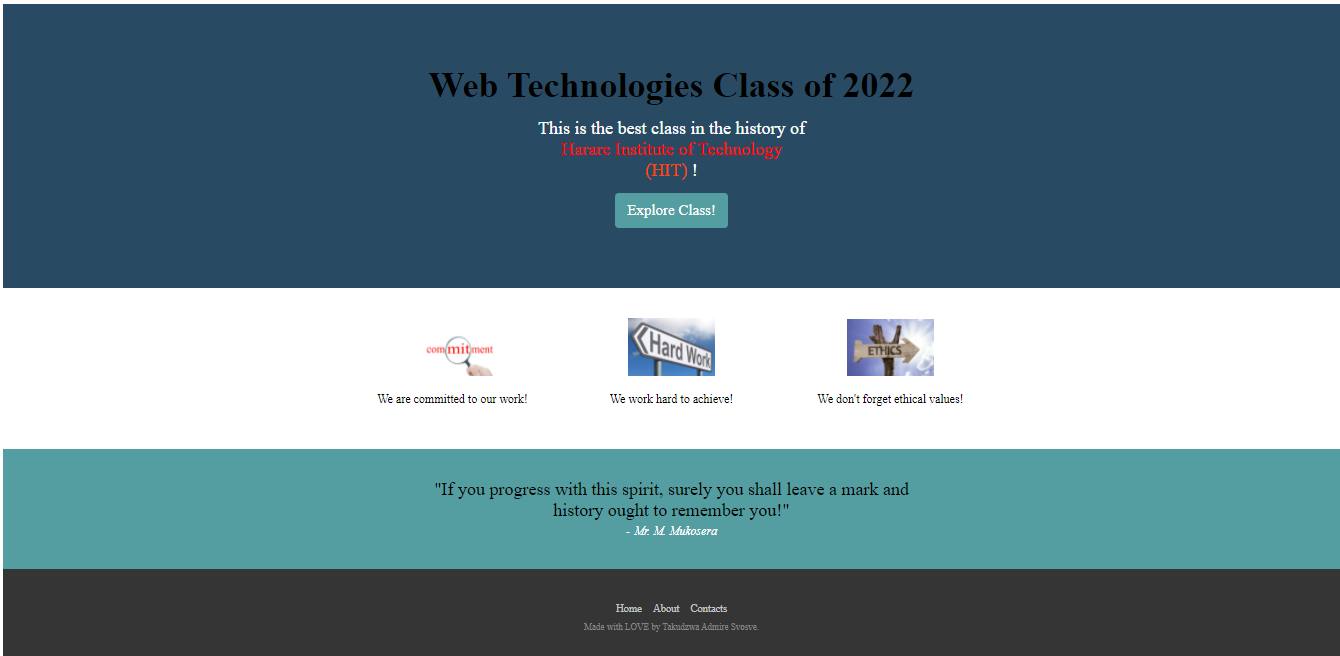 Web Technologies Class of 2022
This is the best class in the history of
Harare Institute of Technology
(HIT) !
Explore Class!
commitment
Hard Work
ETHICS
We are committed to our work!
We work hard to achieve!
We don't forget ethical values!
"If you progress with this spirit, surely you shall leave a mark and
history ought to remember you!"
- Mr. M. Mukosera
Home About Contacts
Made with LOVE by Takudzwa Admire Svosve.